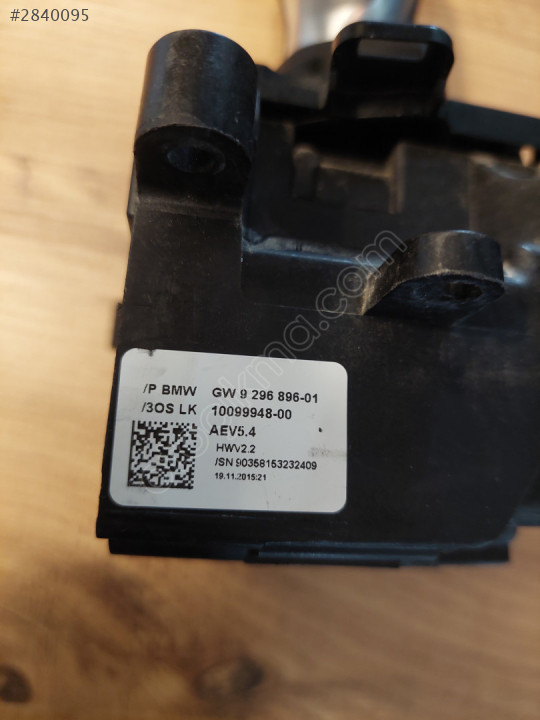 #2840095
/P BMW GW 9 296 896-01
/3OS LK 10099948-00
AEV5.4
HWV2.2
/SN 90358153232409
19.11.2015:21